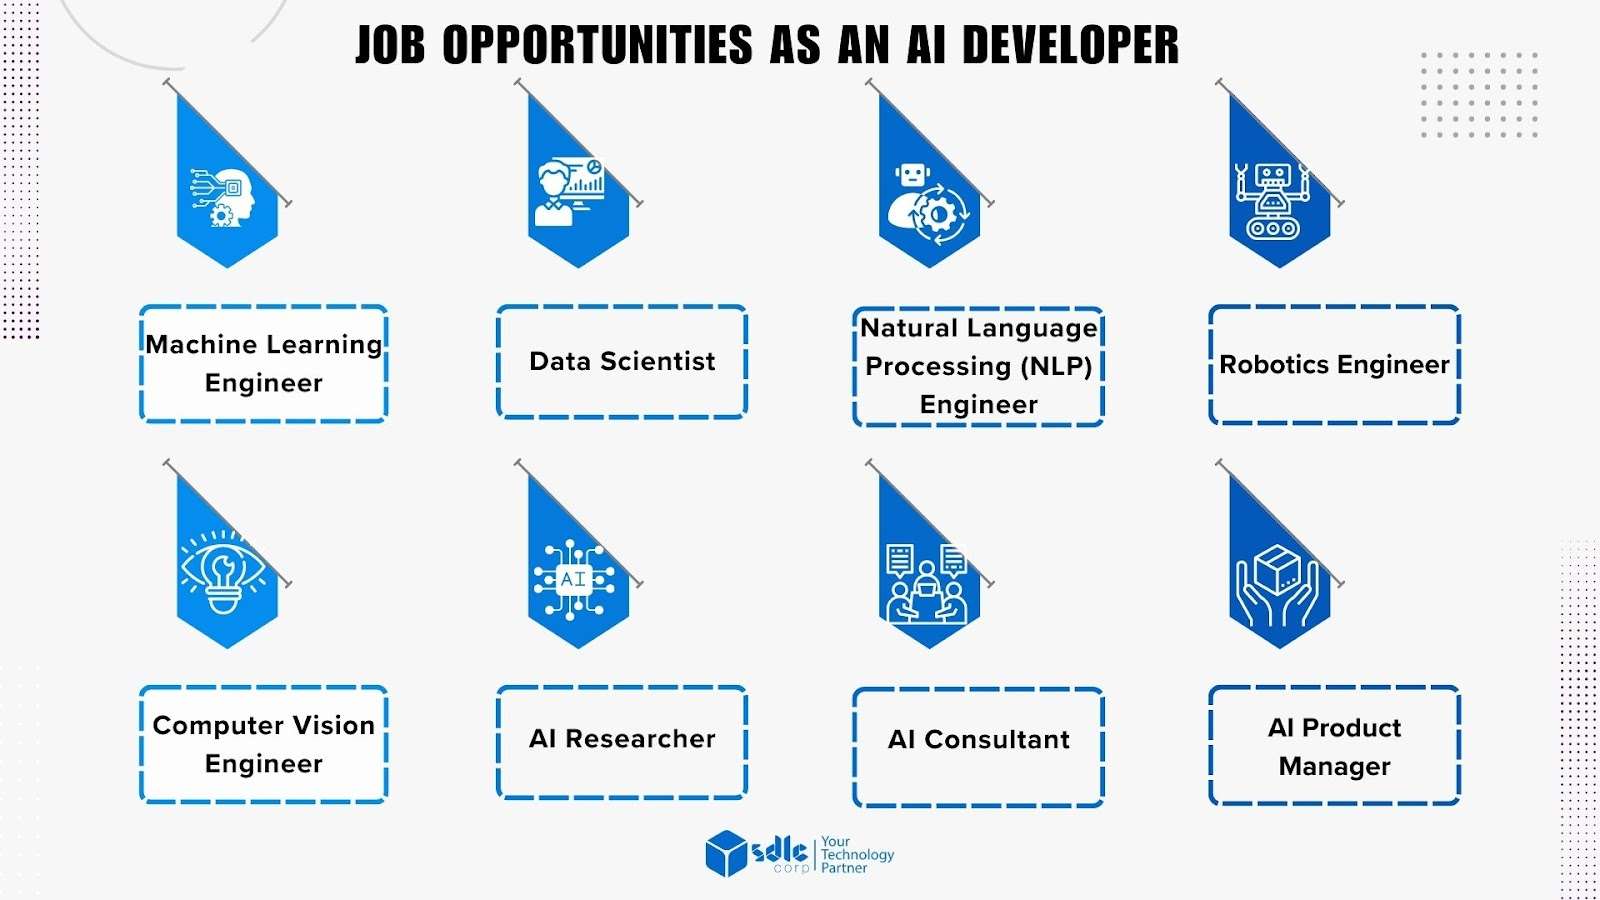 JOB OPPORTUNITIES AS AN AI DEVELOPER
Machine Learning
Engineer
Data Scientist
Natural Language
Processing (NLP)
Engineer
Robotics Engineer
Computer Vision
Engineer
AI
AI Researcher
AI Consultant
AI Product
Manager
sdlc
corp
Your
Technology
Partner